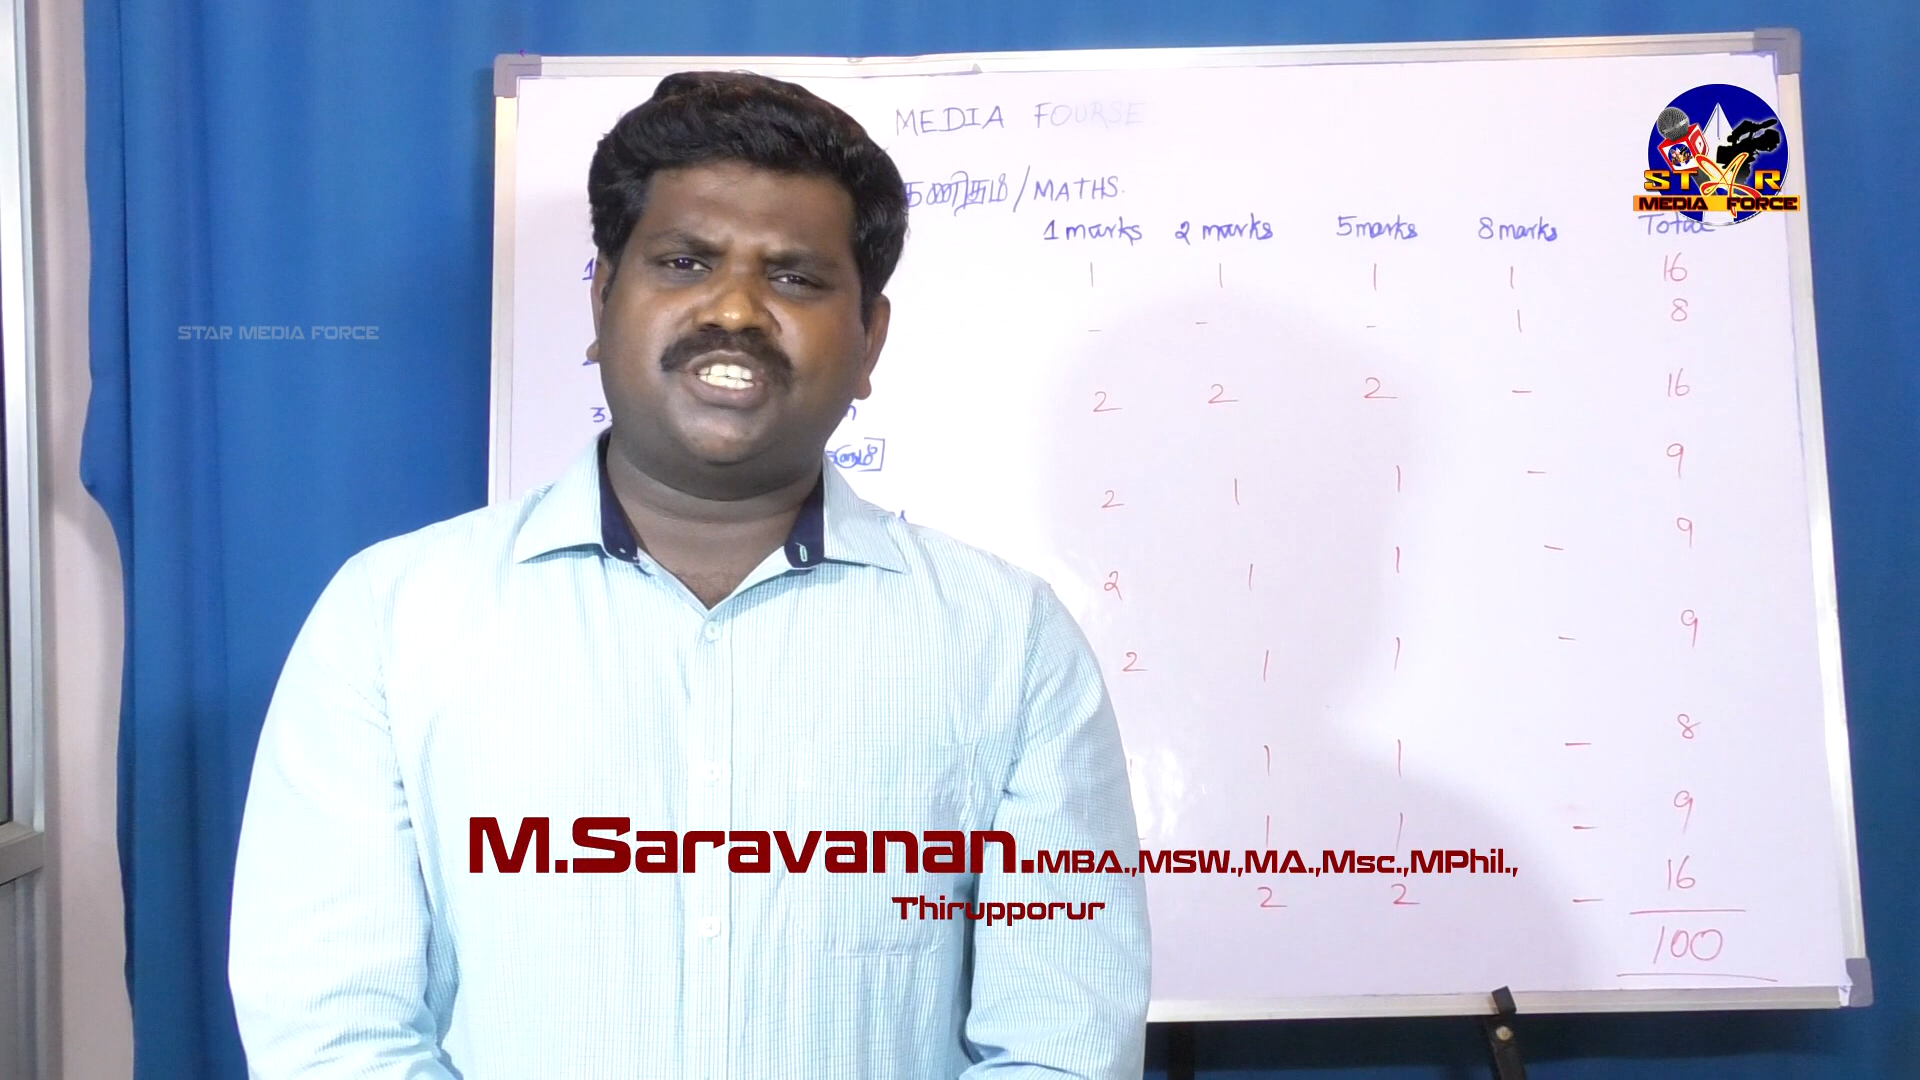 MEDIA FOURSE
கணிதம் / MATHS.
1 marks 2 marks 5 marks 8 marks Total
1 1 1 1 16
- - - 1 8
3. 2 2 2 - 16
2 1 1 - 9
2 1 1 - 9
2 1 1 - 9
1 1 - 8
1 1 - 9
2 2 - 16
100
STAR
MEDIA FORCE
STAR MEDIA FORCE
M.Saravanan.MBA.,MSW.,MA.,Msc.,MPhil.,
Thirupporur